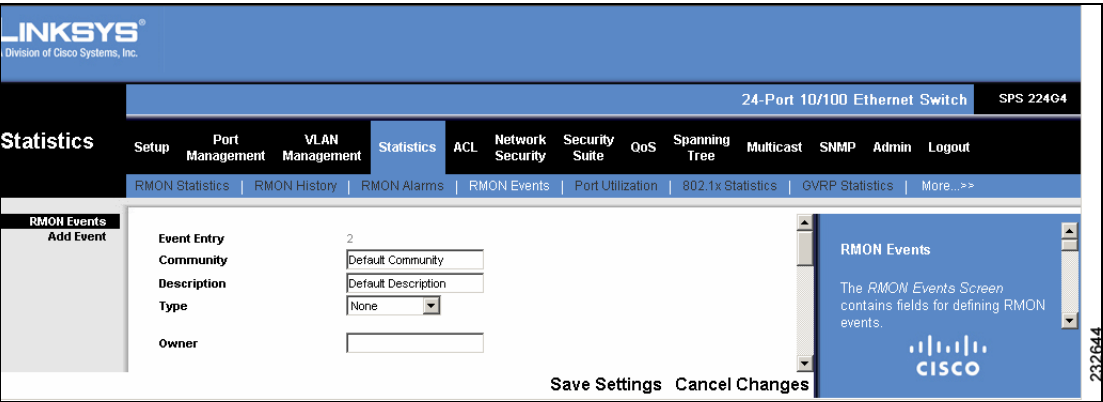 LINKSYS®
A Division of Cisco Systems, Inc.
24-Port 10/100 Ethernet Switch SPS 224G4
Statistics
Setup Port Management VLAN Management Statistics ACL Network Security Security Suite QoS Spanning Tree Multicast SNMP Admin Logout
RMON Statistics | RMON History | RMON Alarms | RMON Events | Port Utilization | 802.1x Statistics | GVRP Statistics | More...>>
RMON Events
Add Event
Event Entry 2
Community Default Community
Description Default Description
Type None
Owner
Save Settings Cancel Changes
RMON Events
The RMON Events Screen
contains fields for defining RMON
events.
CISCO
232644